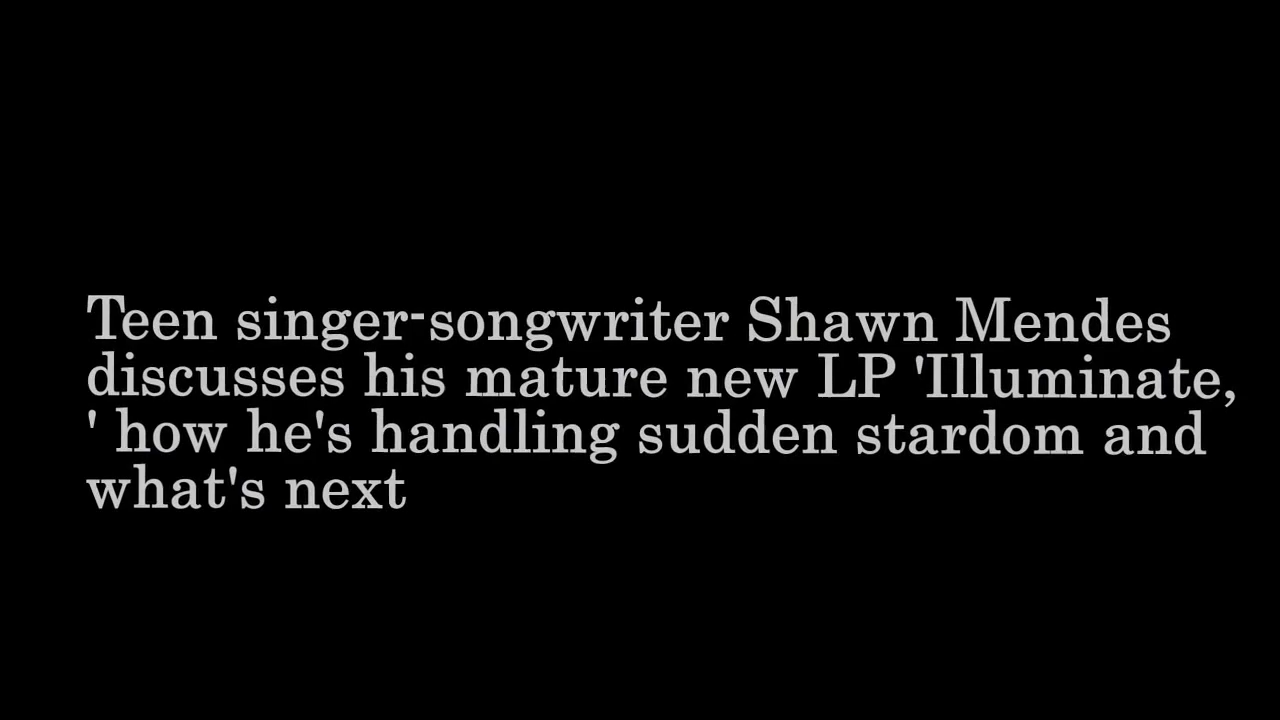 Teen singer-songwriter Shawn Mendes
discusses his mature new LP 'Illuminate,
' how he's handling sudden stardom and
what's next